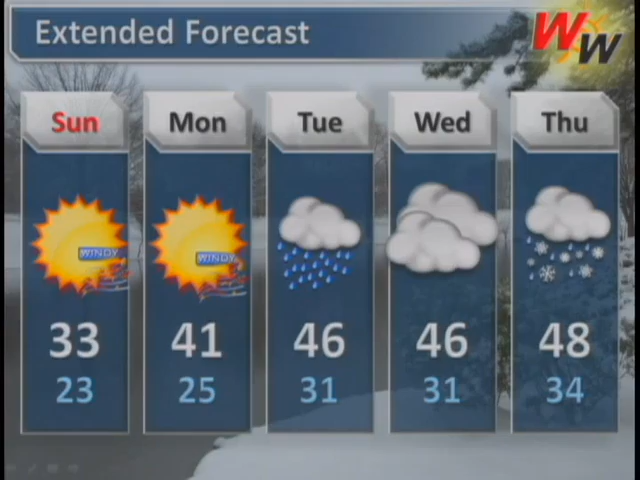 Extended Forecast
WW
Sun Mon Tue Wed Thu
WINDY WINDY
33 41 46 46 48
23 25 31 31 34